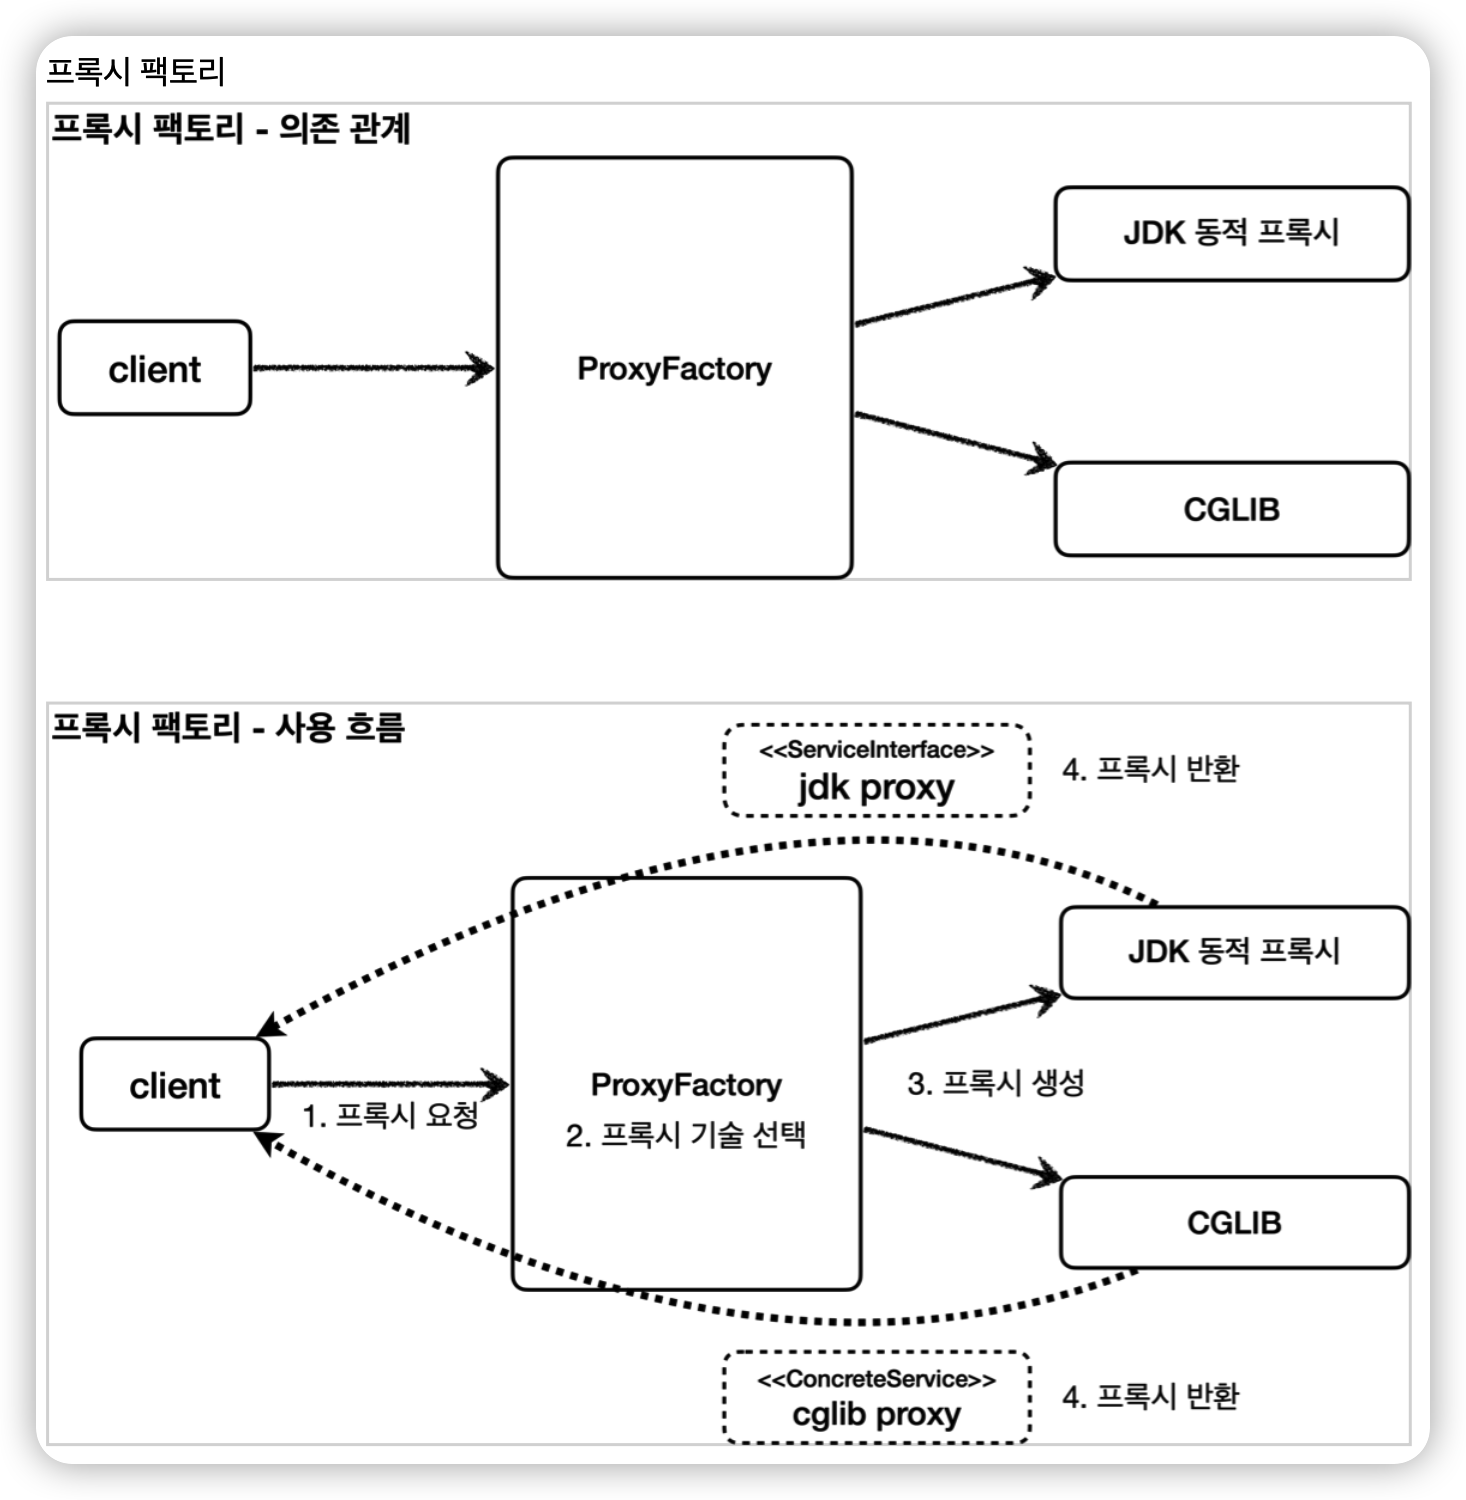 프록시 팩토리
프록시 팩토리 - 의존 관계
JDK 동적 프록시
client
ProxyFactory
CGLIB
프록시 팩토리 - 사용 흐름
<<ServiceInterface>>
jdk proxy
4. 프록시 반환
JDK 동적 프록시
client
1. 프록시 요청
ProxyFactory
2. 프록시 기술 선택
3. 프록시 생성
CGLIB
<<ConcreteService>>
cglib proxy
4. 프록시 반환